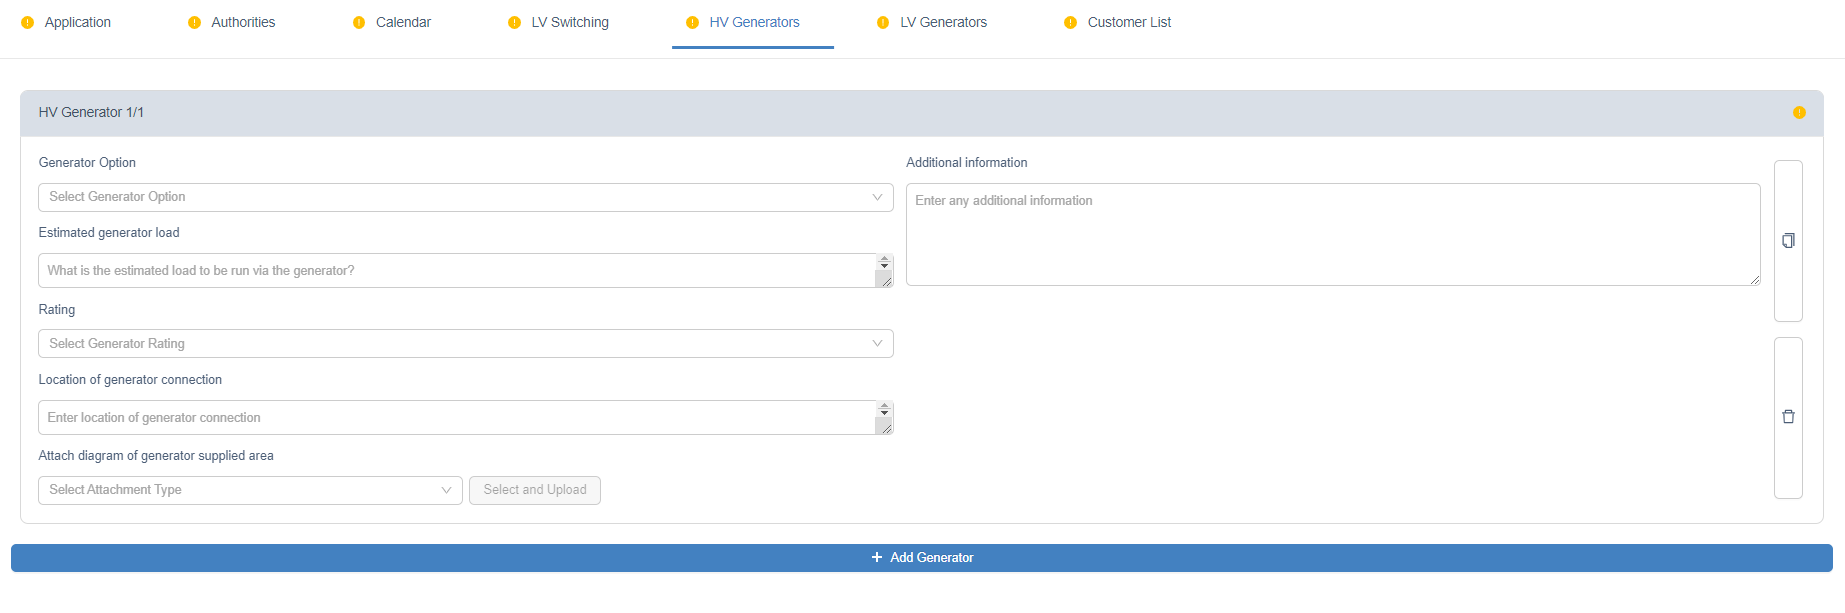 Application
Authorities
Calendar
LV Switching
HV Generators
LV Generators
Customer List
HV Generator 1/1
Generator Option
Select Generator Option
Estimated generator load
What is the estimated load to be run via the generator?
Rating
Select Generator Rating
Location of generator connection
Enter location of generator connection
Attach diagram of generator supplied area
Select Attachment Type
Select and Upload
Additional information
Enter any additional information
+ Add Generator